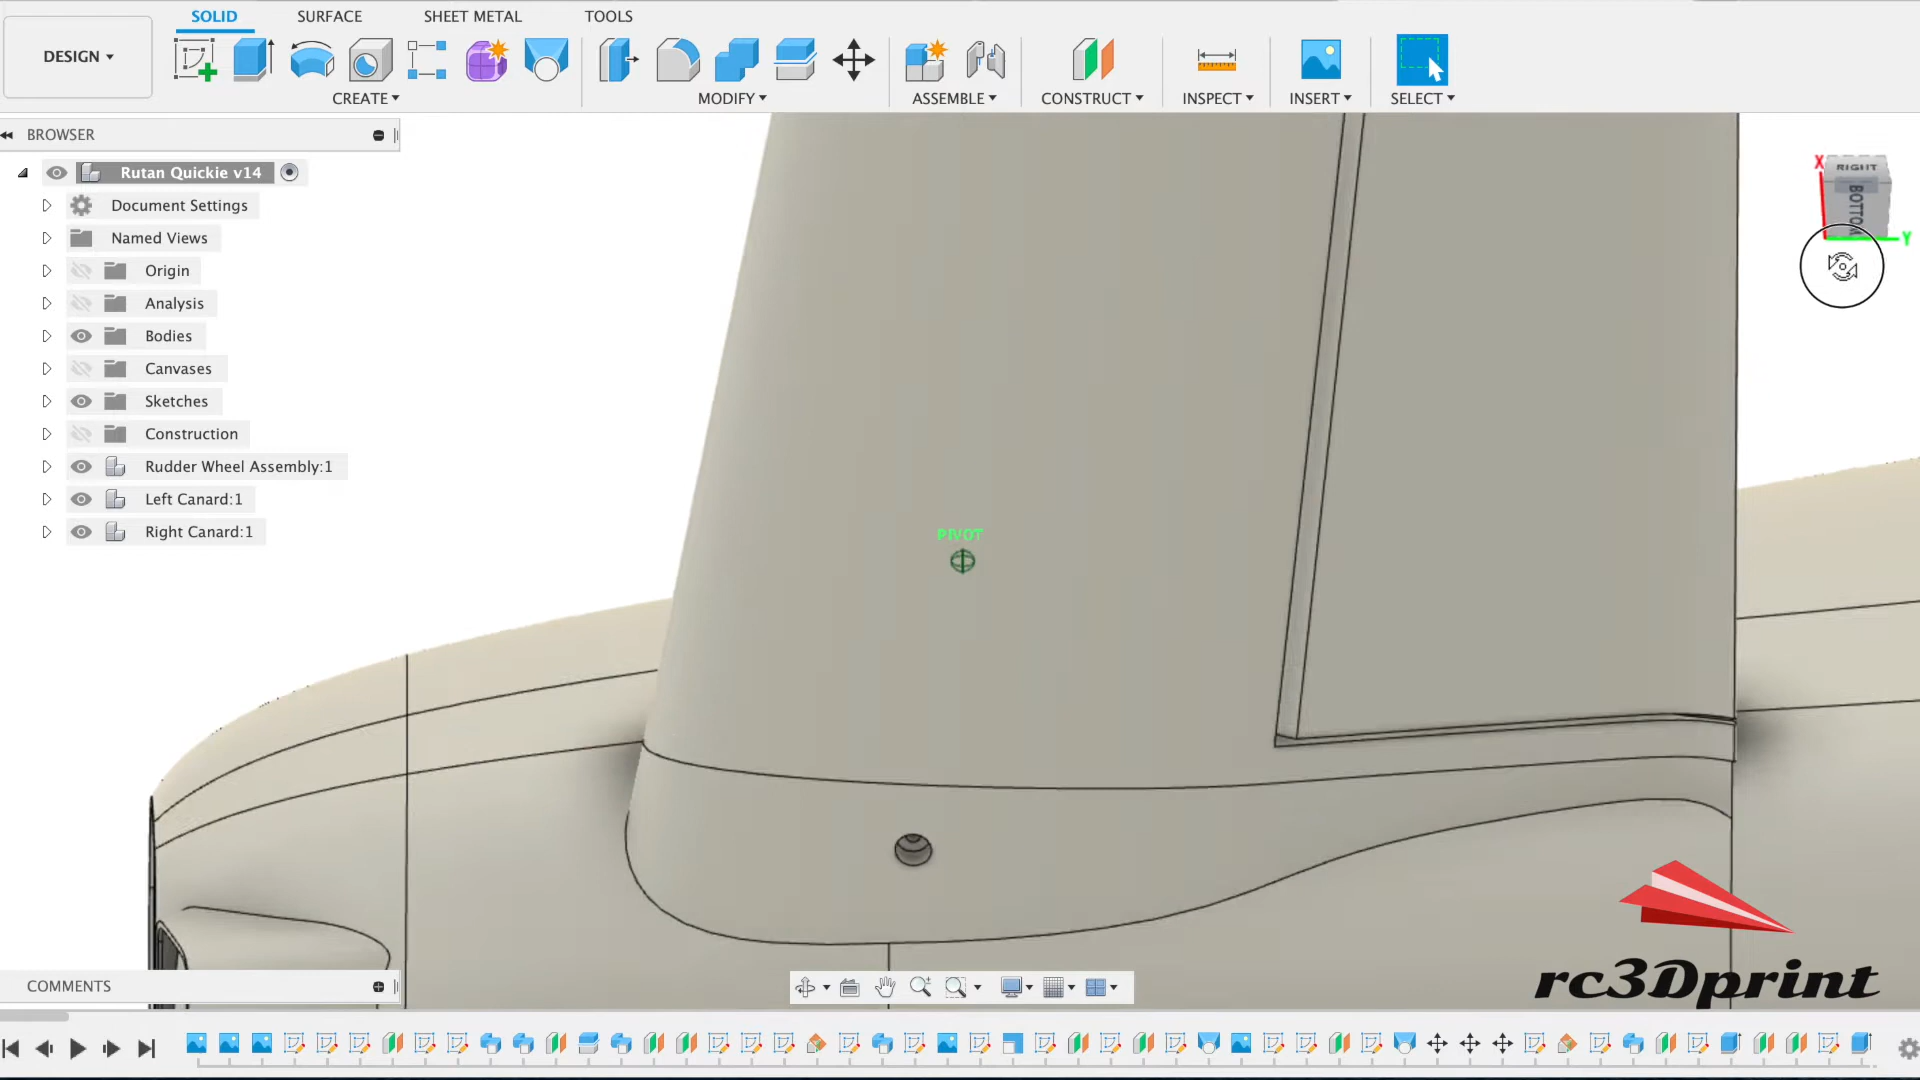 SOLID SURFACE SHEET METAL TOOLS
DESIGN
CREATE MODIFY ASSEMBLE CONSTRUCT INSPECT INSERT SELECT
BROWSER
Rutan Quickie v14
Document Settings
Named Views
Origin
Analysis
Bodies
Canvases
Sketches
Construction
Rudder Wheel Assembly:1
Left Canard:1
Right Canard:1
X
RIGHT
BOTTOM
Y
PIVOT
rc3Dprint
COMMENTS